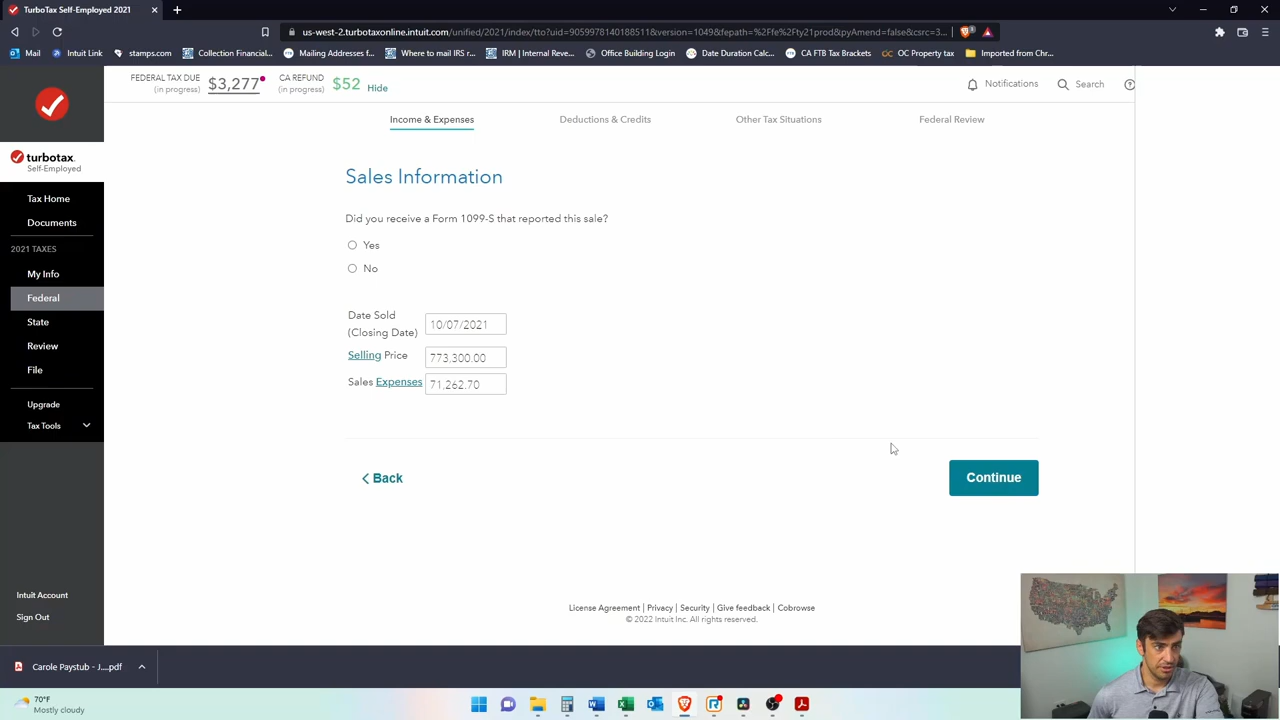 TurboTax Self-Employed 2021
us-west-2.turbotaxonline.intuit.com/unified/2021/index/tto?uid=9059978140188511&version=1049&fepath=%2Ffe%2Fty21prod&pyAmend=false&csrc=3...
Mail
Intuit Link
stamps.com
Collection Financial...
Mailing Addresses f...
Where to mail IRS r...
IRM | Internal Reve...
Office Building Login
Date Duration Calc...
CA FTB Tax Brackets
OC Property tax
Imported from Chr...
FEDERAL TAX DUE
(in progress)
$3,277
CA REFUND
(in progress)
$52
Hide
Notifications
Search
turbotax
Self-Employed
Tax Home
Documents
2021 TAXES
My Info
Federal
State
Review
File
Upgrade
Tax Tools
Intuit Account
Sign Out
Income & Expenses
Deductions & Credits
Other Tax Situations
Federal Review
Sales Information
Did you receive a Form 1099-S that reported this sale?
Yes
No
Date Sold
(Closing Date)
10/07/2021
Selling Price
773,300.00
Sales Expenses
71,262.70
Back
Continue
License Agreement | Privacy | Security | Give feedback | Cobrowse
© 2022 Intuit Inc. All rights reserved.
Carole Paystub - J....pdf
70°F
Mostly cloudy